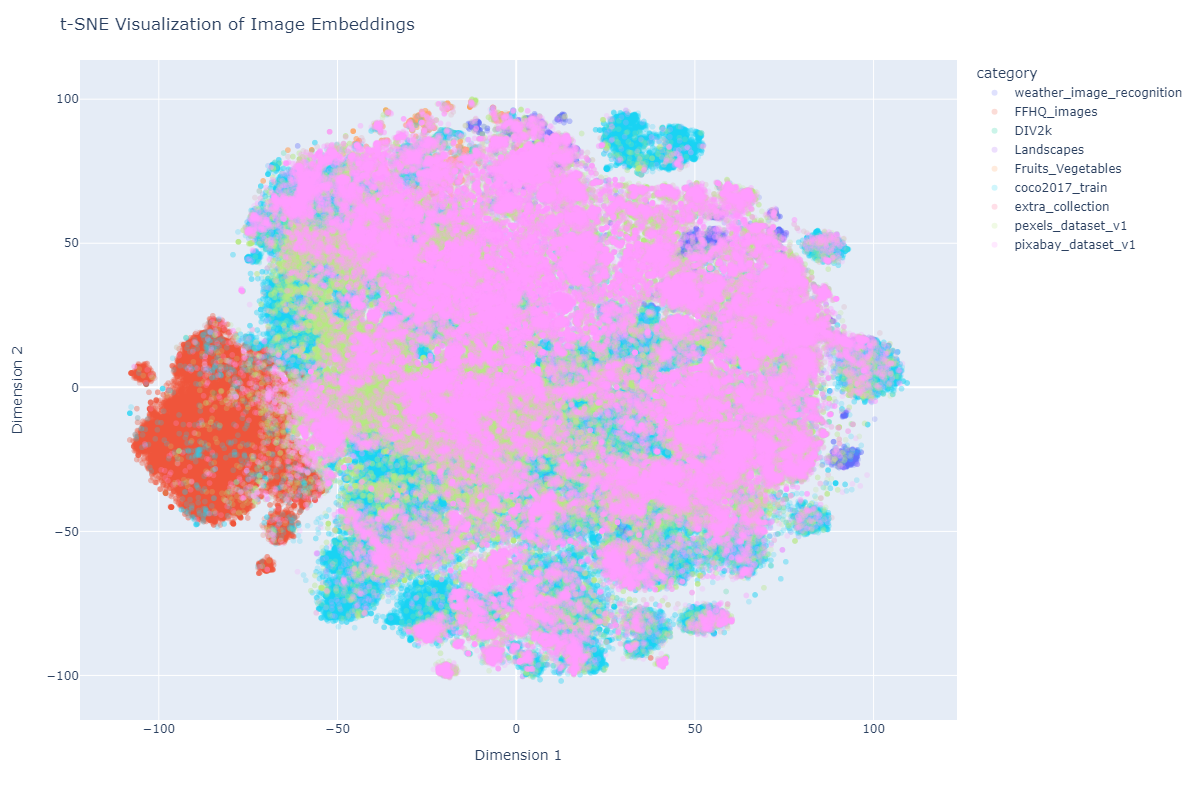 t-SNE Visualization of Image Embeddings
category
weather_image_recognition
FFHQ_images
DIV2k
Landscapes
Fruits_Vegetables
coco2017_train
extra_collection
pexels_dataset_v1
pixabay_dataset_v1
100
50
0
−50
−100
Dimension 2
−100
−50
0
50
100
Dimension 1